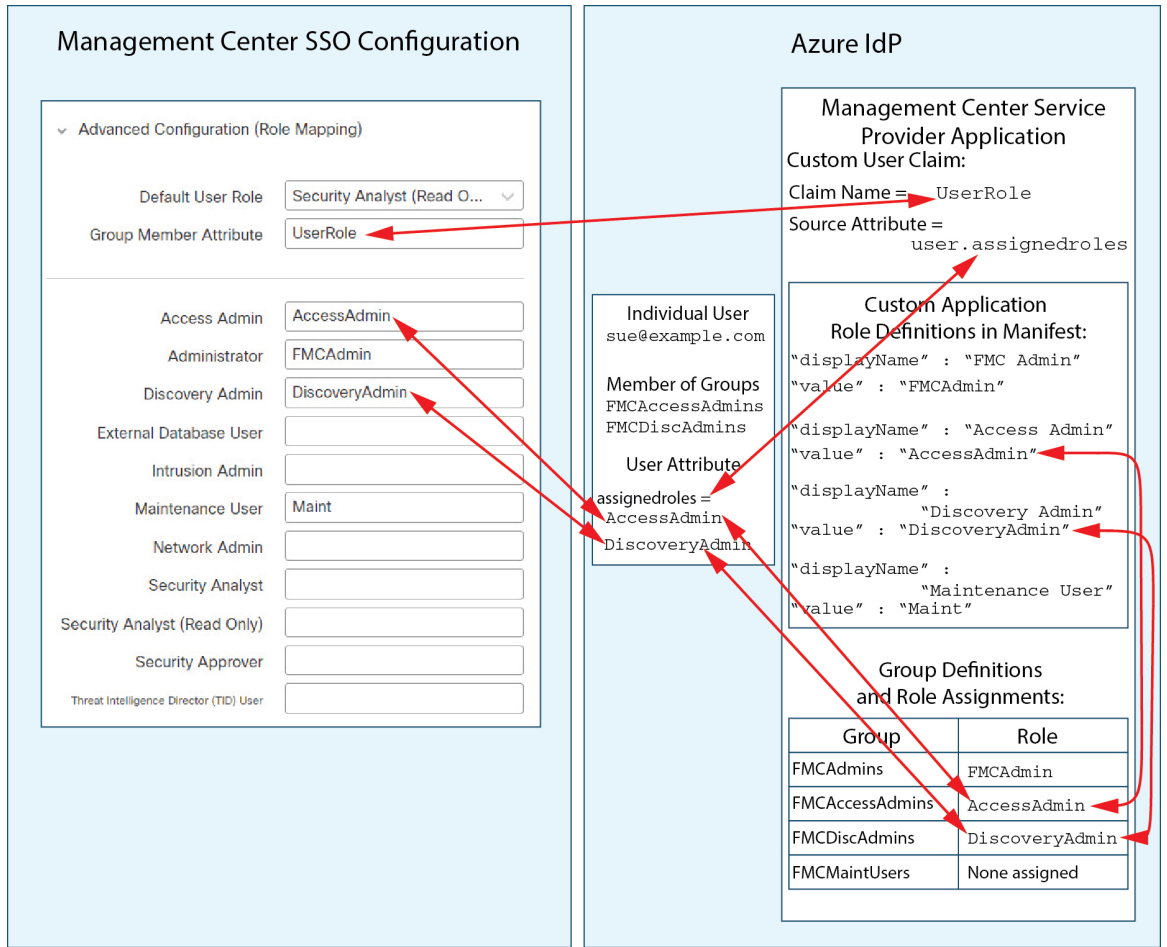 Management Center SSO Configuration
Advanced Configuration (Role Mapping)
Default User Role Security Analyst (Read O...
Group Member Attribute UserRole
Access Admin AccessAdmin
Administrator FMCAdmin
Discovery Admin DiscoveryAdmin
External Database User
Intrusion Admin
Maintenance User Maint
Network Admin
Security Analyst
Security Analyst (Read Only)
Security Approver
Threat Intelligence Director (TID) User
Azure IdP
Individual User
sue@example.com
Member of Groups
FMCAccessAdmins
FMCDiscAdmins
User Attribute
assignedroles =
AccessAdmin
DiscoveryAdmin
Management Center Service
Provider Application
Custom User Claim:
Claim Name = UserRole
Source Attribute =
user.assignedroles
Custom Application
Role Definitions in Manifest:
“displayName” : “FMC Admin”
“value” : “FMCAdmin”
“displayName” : “Access Admin”
“value” : “AccessAdmin”
“displayName” :
“Discovery Admin”
“value” : “DiscoveryAdmin”
“displayName” :
“Maintenance User”
“value” : “Maint”
Group Definitions
and Role Assignments:
Group Role
FMCAdmins FMCAdmin
FMCAccessAdmins AccessAdmin
FMCDiscAdmins DiscoveryAdmin
FMCMaintUsers None assigned